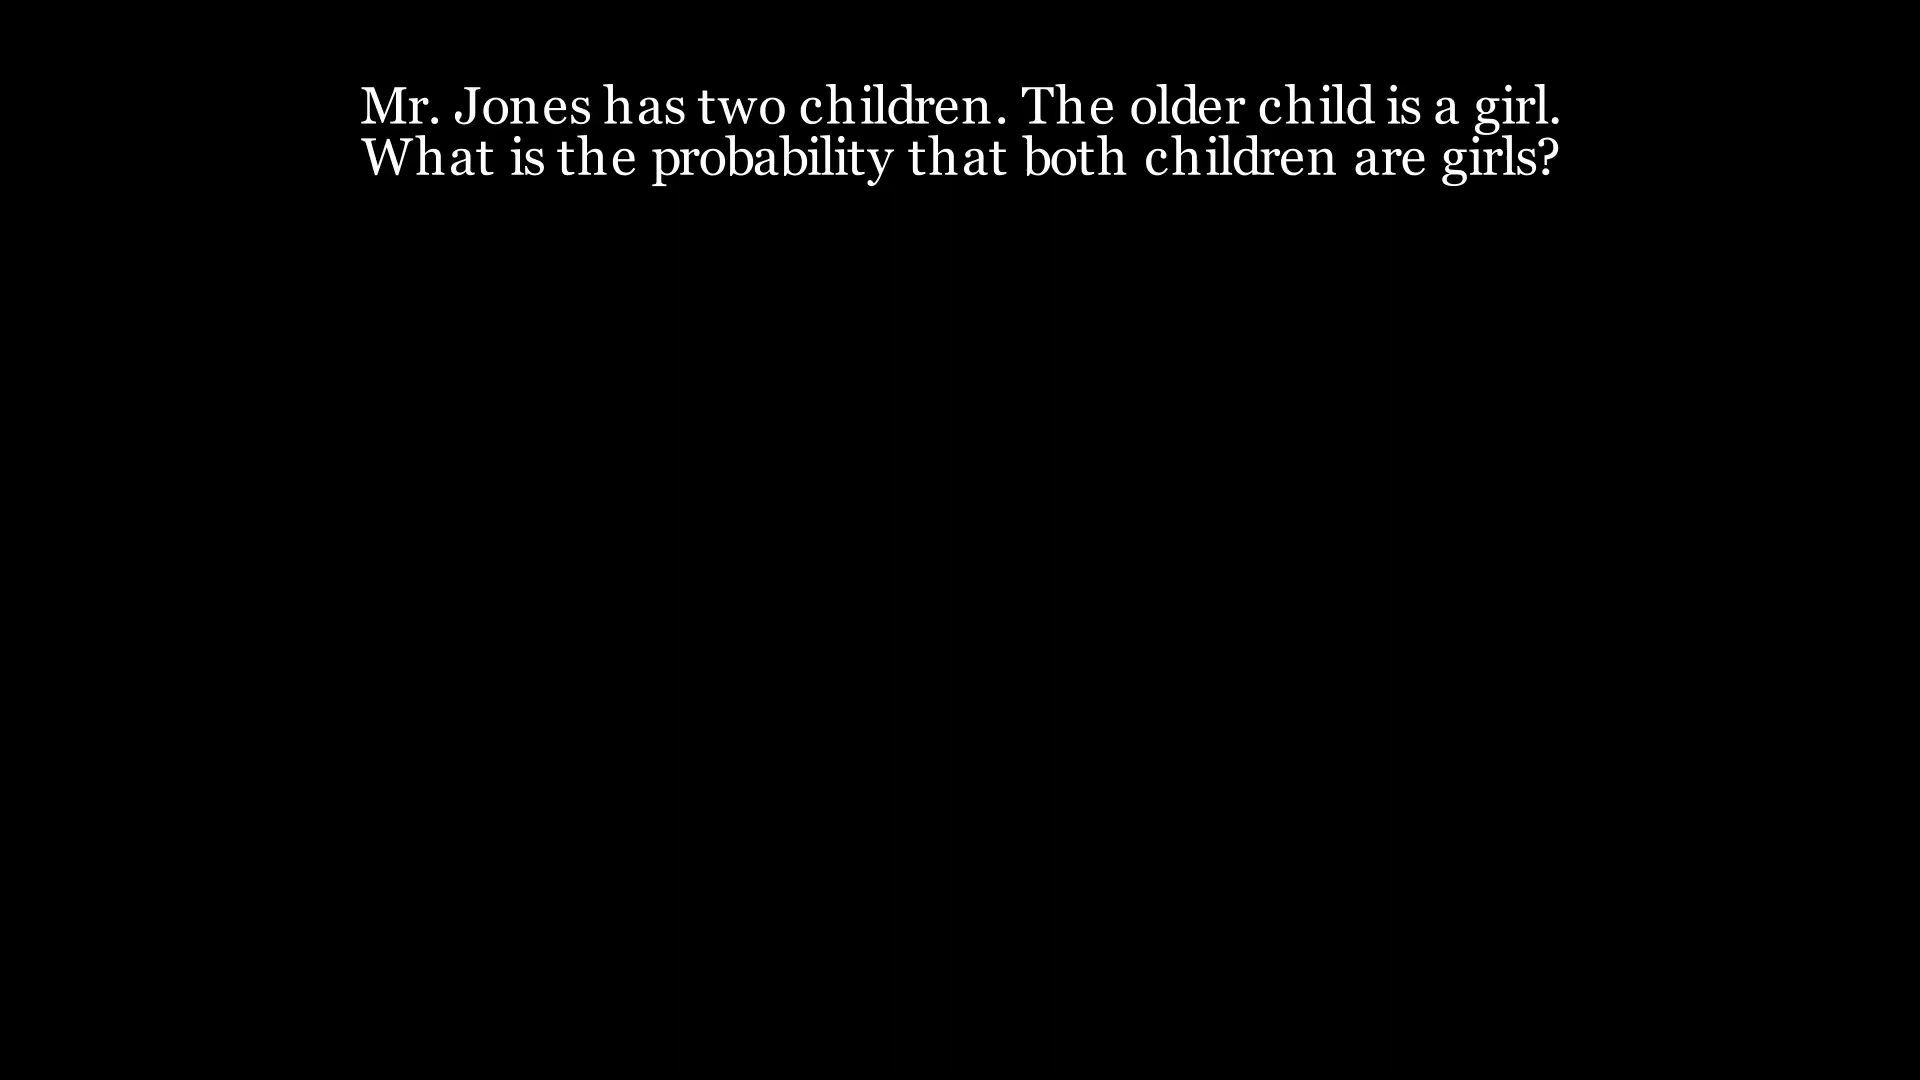 Mr. Jones has two children. The older child is a girl.
What is the probability that both children are girls?